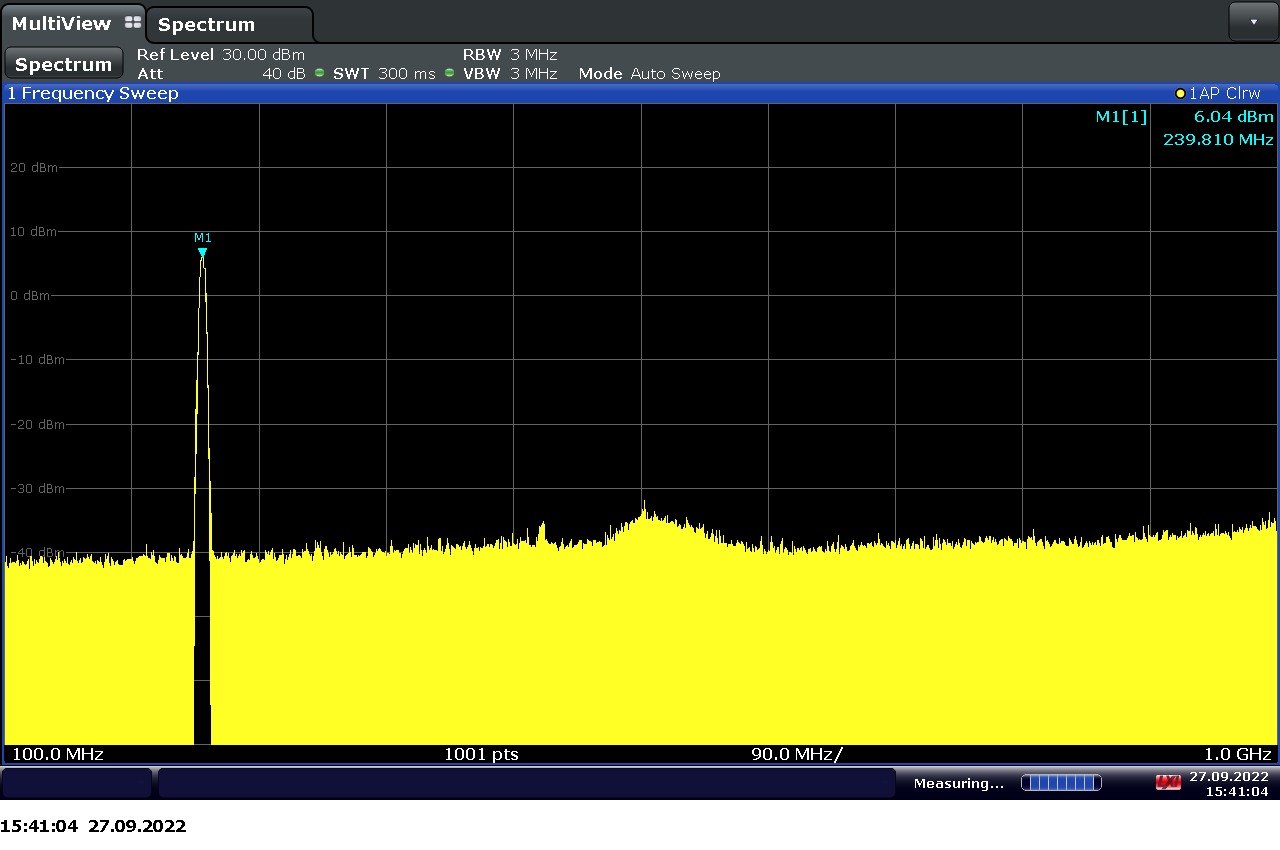 MultiView Spectrum
Spectrum
Ref Level 30.00 dBm RBW 3 MHz
Att 40 dB SWT 300 ms VBW 3 MHz Mode Auto Sweep
1 Frequency Sweep 1AP Clrw
M1[1] 6.04 dBm
239.810 MHz
20 dBm
10 dBm
M1
0 dBm
-10 dBm
-20 dBm
-30 dBm
-40 dBm
100.0 MHz 1001 pts 90.0 MHz/ 1.0 GHz
Measuring... 27.09.2022
15:41:04
15:41:04 27.09.2022